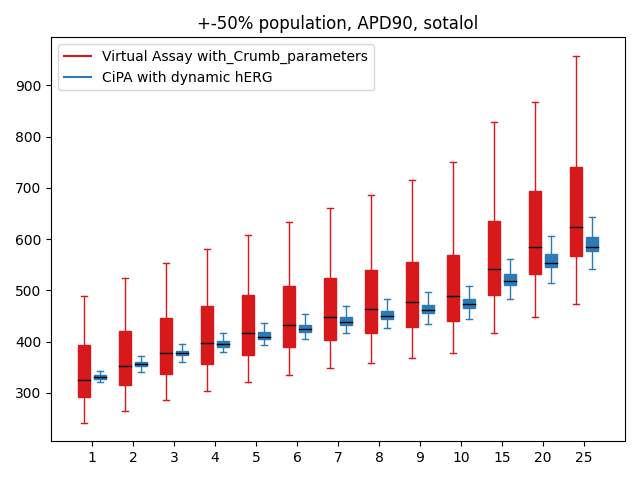 +-50% population, APD90, sotalol
Virtual Assay with_Crumb_parameters
CiPA with dynamic hERG
900
800
700
600
500
400
300
1 2 3 4 5 6 7 8 9 10 15 20 25